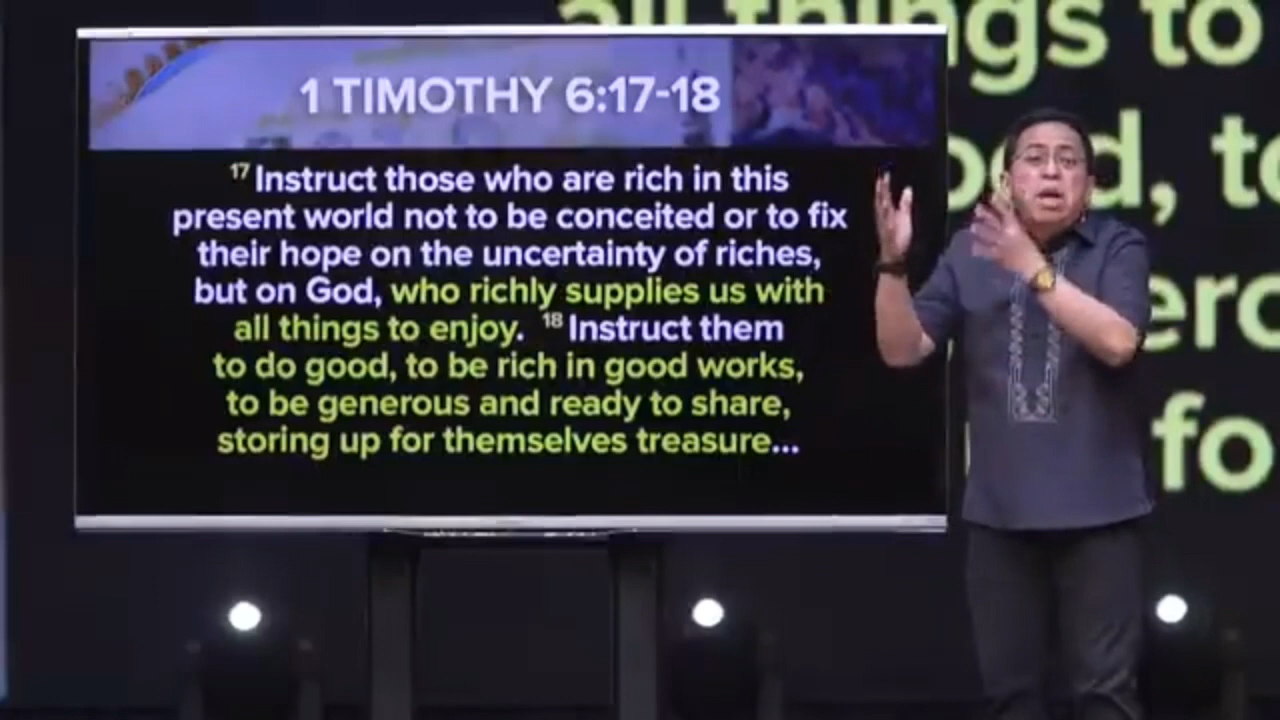 all things to
1 TIMOTHY 6:17-18
17 Instruct those who are rich in this
present world not to be conceited or to fix
their hope on the uncertainty of riches,
but on God, who richly supplies us with
all things to enjoy. 18 Instruct them
to do good, to be rich in good works,
to be generous and ready to share,
storing up for themselves treasure...